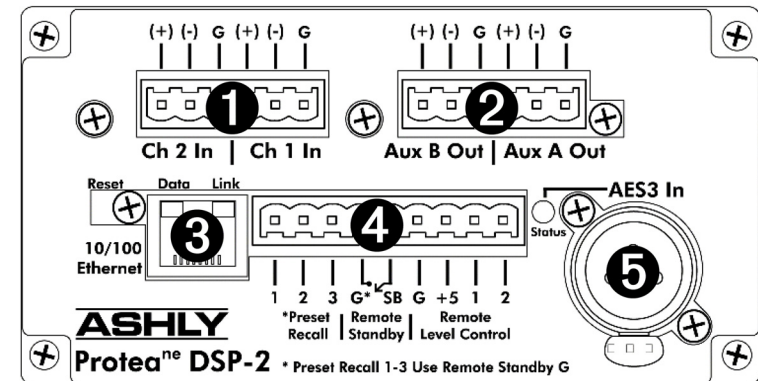 (+) (-) G (+) (-) G
(+) (-) G (+) (-) G
1
2
Ch 2 In | Ch 1 In
Aux B Out | Aux A Out
Reset Data Link
AES3 In
Status
3
4
5
10/100
Ethernet
1 2 3 G* SB G +5 1 2
*Preset
Recall
Remote
Standby
Remote
Level Control
ASHLY
Protea ne DSP-2
* Preset Recall 1-3 Use Remote Standby G